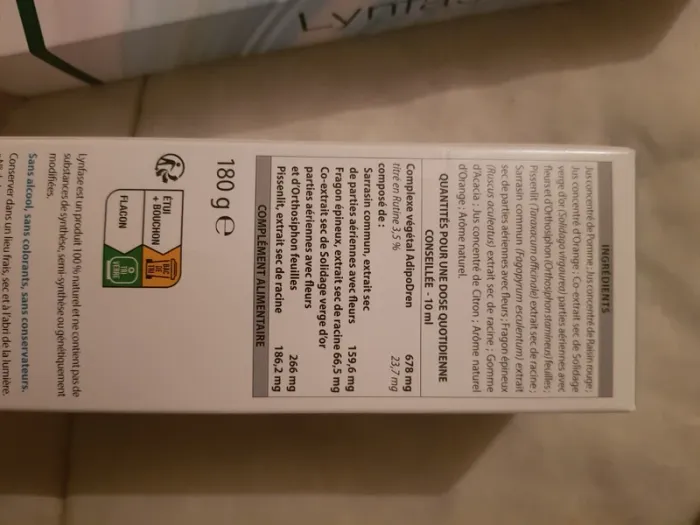 Lynfas
INGRÉDIENTS
Jus concentré de Pomme ; Jus concentré de Raisin rouge ;
Jus concentré d'Orange ; Co-extrait sec de Solidage
verge d'or (Solidago virgaurea) parties aériennes avec
fleurs et d'Orthosiphon (Orthosiphon stamineus) feuilles ;
Pissenlit (Taraxacum officinale) extrait sec de racine ;
Sarrasin commun (Fagopyrum esculentum) extrait
sec de parties aériennes avec fleurs ; Fragon épineux
(Ruscus aculeatus) extrait sec de racine ; Gomme
d'Acacia ; Jus concentré de Citron ; Arôme naturel
d'Orange ; Arôme naturel.
QUANTITÉS POUR UNE DOSE QUOTIDIENNE
CONSEILLÉE - 10 ml
Complexe végétal AdipoDren 678 mg
titré en Rutine 3,5 % 23,7 mg
composé de :
Sarrasin commun, extrait sec
de parties aériennes avec fleurs 159,6 mg
Fragon épineux, extrait sec de racine 66,5 mg
Co-extrait sec de Solidage verge d'or
parties aériennes avec fleurs
et d'Orthosiphon feuilles 266 mg
Pissenlit, extrait sec de racine 186,2 mg
COMPLÉMENT ALIMENTAIRE
180 g e
ÉTUI
+ BOUCHON
BAC
TRI
FLACON
TRI
VERRE
Lynfase est un produit 100 % naturel et ne contient pas de
substances de synthèse, semi-synthèse ou génétiquement
modifiées.
Sans alcool, sans colorants, sans conservateurs.
Conserver dans un lieu frais, sec et à l'abri de la lumière.